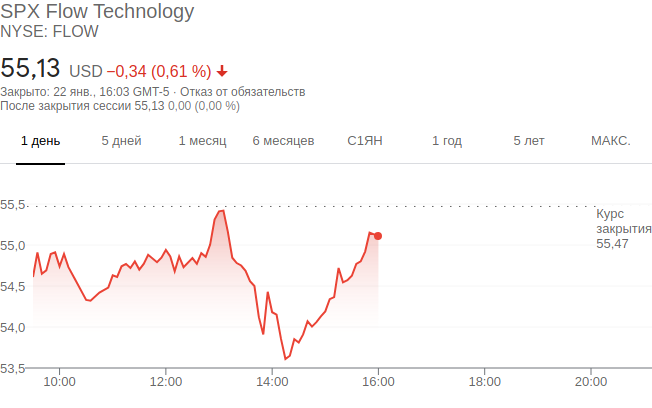 SPX Flow Technology
NYSE: FLOW
55,13 USD −0,34 (0,61 %)
Закрыто: 22 янв., 16:03 GMT-5 · Отказ от обязательств
После закрытия сессии 55,13 0,00 (0,00 %)
1 день 5 дней 1 месяц 6 месяцев С1ЯН 1 год 5 лет МАКС.
55,5
Курс
закрытия
55,47
55,0
54,5
54,0
53,5
10:00 12:00 14:00 16:00 18:00 20:00